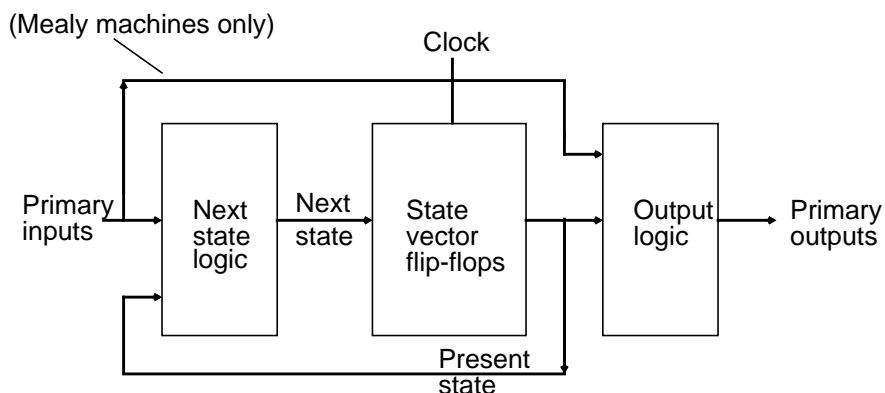 (Mealy machines only)
Clock
Primary
inputs
Next
state
logic
Next
state
State
vector
flip-flops
Output
logic
Primary
outputs
Present
state